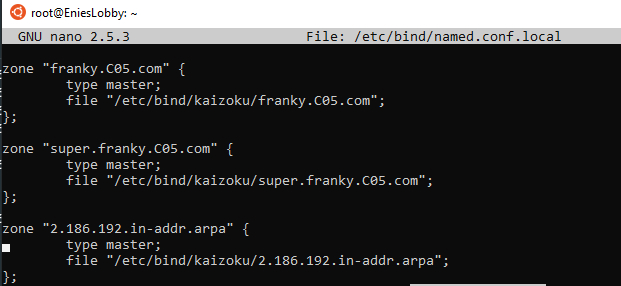 root@EniesLobby: ~
GNU nano 2.5.3 File: /etc/bind/named.conf.local
zone "franky.C05.com" {
type master;
file "/etc/bind/kaizoku/franky.C05.com";
};
zone "super.franky.C05.com" {
type master;
file "/etc/bind/kaizoku/super.franky.C05.com";
};
zone "2.186.192.in-addr.arpa" {
type master;
file "/etc/bind/kaizoku/2.186.192.in-addr.arpa";
};